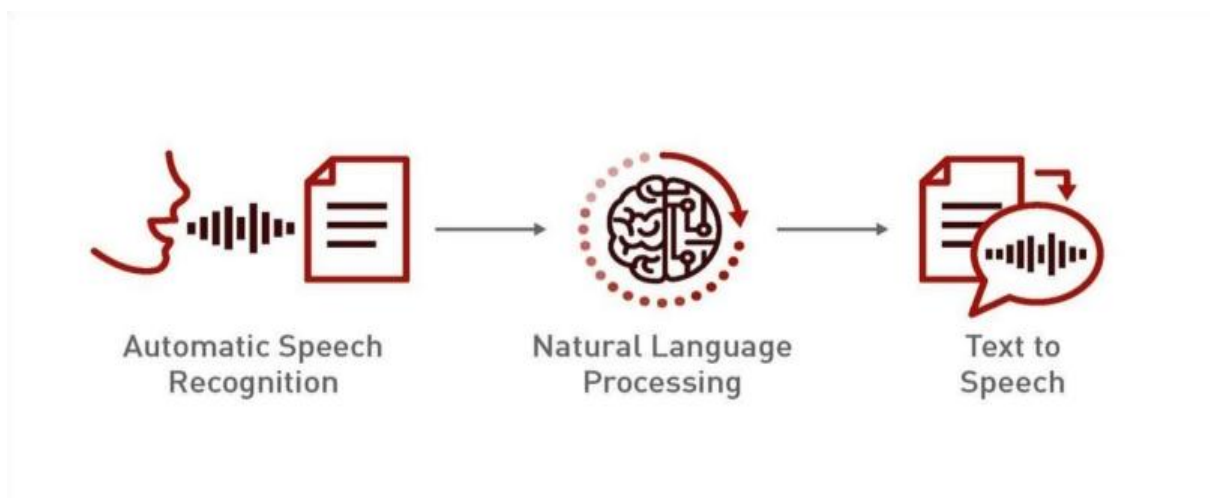 Automatic Speech
Recognition
Natural Language
Processing
Text to
Speech